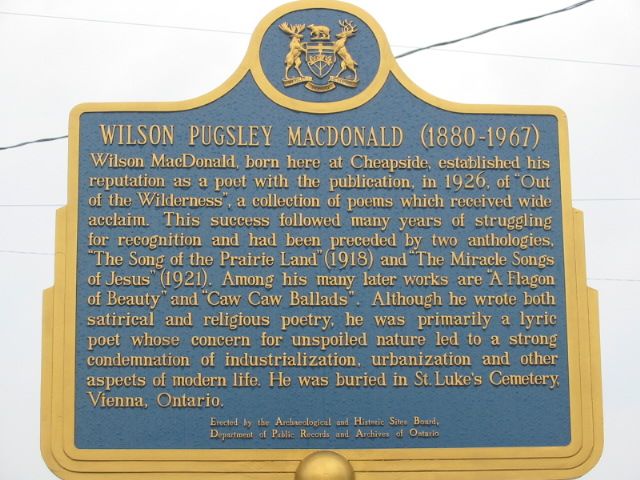 WILSON PUGSLEY MACDONALD (1880-1967)
Wilson MacDonald, born here at Cheapside, established his
reputation as a poet with the publication, in 1926, of "Out
of the Wilderness", a collection of poems which received wide
acclaim. This success followed many years of struggling
for recognition and had been preceded by two anthologies,
"The Song of the Prairie Land" (1918) and "The Miracle Songs
of Jesus" (1921). Among his many later works are "A Flagon
of Beauty" and "Caw Caw Ballads". Although he wrote both
satirical and religious poetry, he was primarily a lyric
poet whose concern for unspoiled nature led to a strong
condemnation of industrialization, urbanization and other
aspects of modern life. He was buried in St. Luke's Cemetery,
Vienna, Ontario.
Erected by the Archaeological and Historic Sites Board,
Department of Public Records and Archives of Ontario